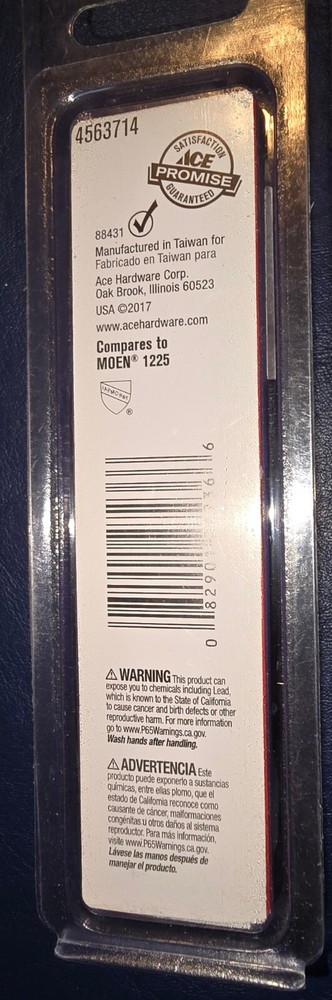 4563714
SATISFACTION
ACE
PROMISE
GUARANTEED
88431
Manufactured in Taiwan for
Fabricado en Taiwan para
Ace Hardware Corp.
Oak Brook, Illinois 60523
USA ©2017
www.acehardware.com
Compares to
MOEN® 1225
®
⚠ WARNING This product can
expose you to chemicals including Lead,
which is known to the State of California
to cause cancer and birth defects or other
reproductive harm. For more information
go to www.P65Warnings.ca.gov.
Wash hands after handling.
⚠ ADVERTENCIA Este
producto puede exponerlo a sustancias
químicas, entre ellas plomo, que el
estado de California reconoce como
causante de cáncer, malformaciones
congénitas u otros daños al sistema
reproductor. Para más información,
visite www.P65Warnings.ca.gov.
Lávese las manos después de
manejar el producto.